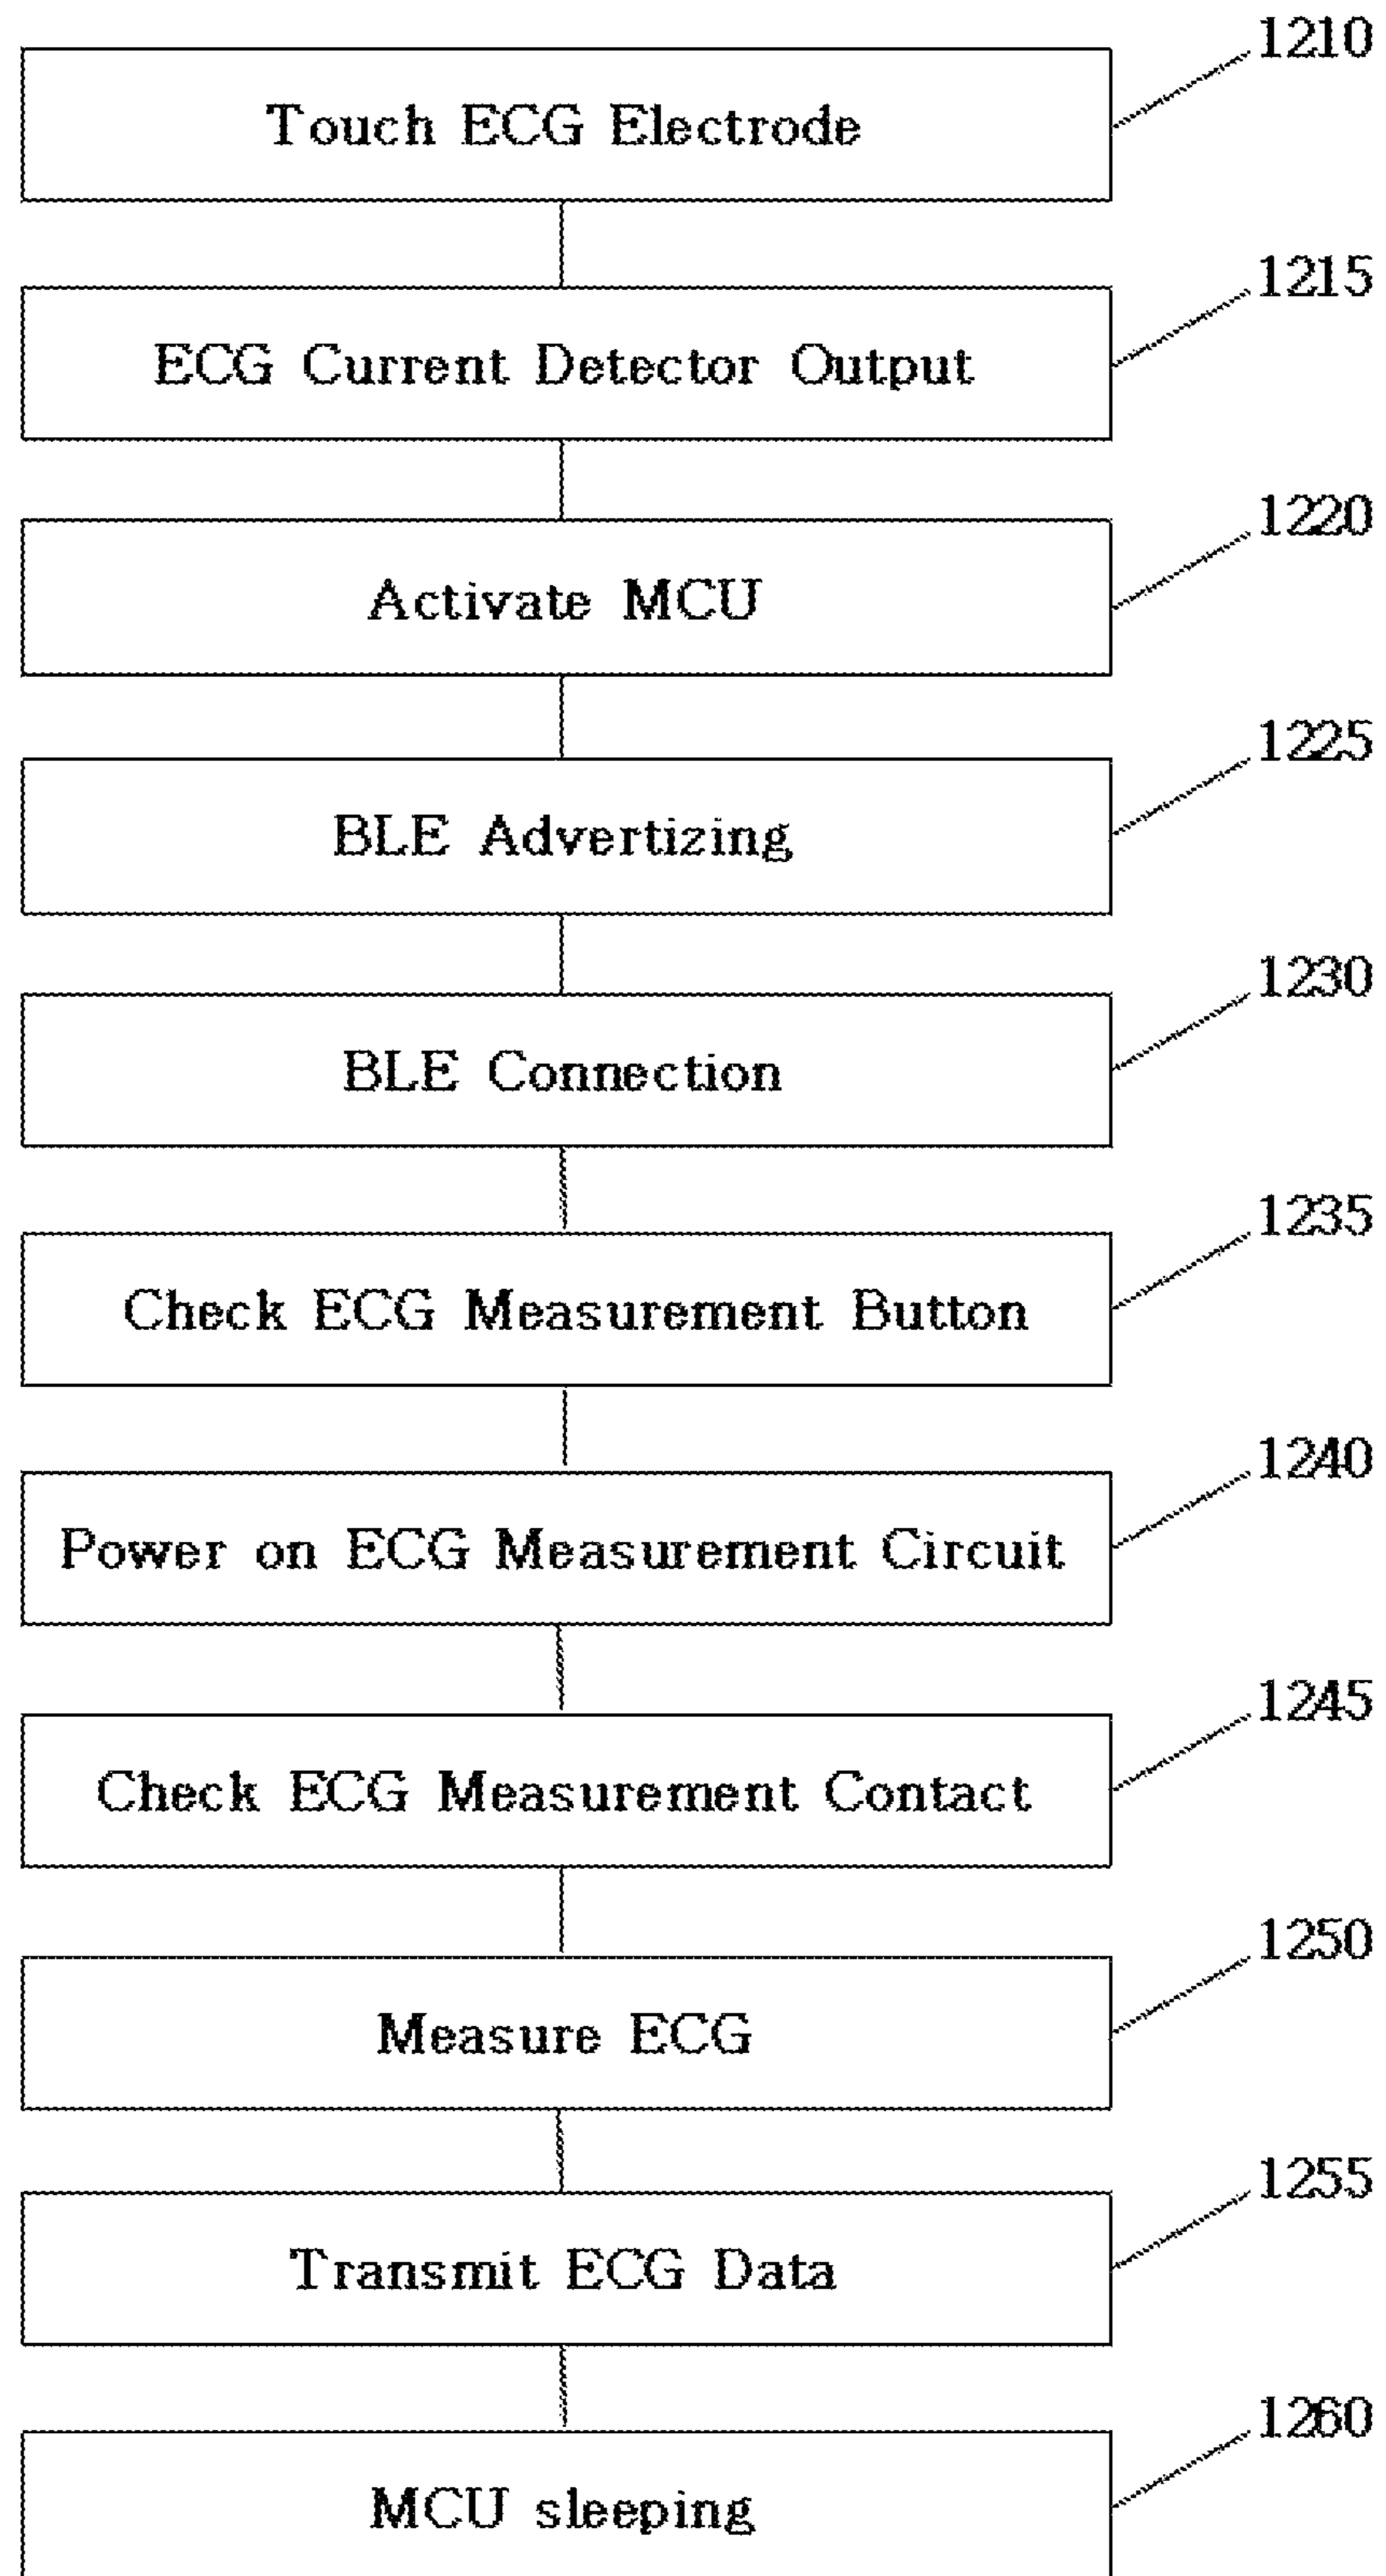 1210
Touch ECG Electrode
1215
ECG Current Detector Output
1220
Activate MCU
1225
BLE Advertizing
1230
BLE Connection
1235
Check ECG Measurement Button
1240
Power on ECG Measurement Circuit
1245
Check ECG Measurement Contact
1250
Measure ECG
1255
Transmit ECG Data
1260
MCU sleeping